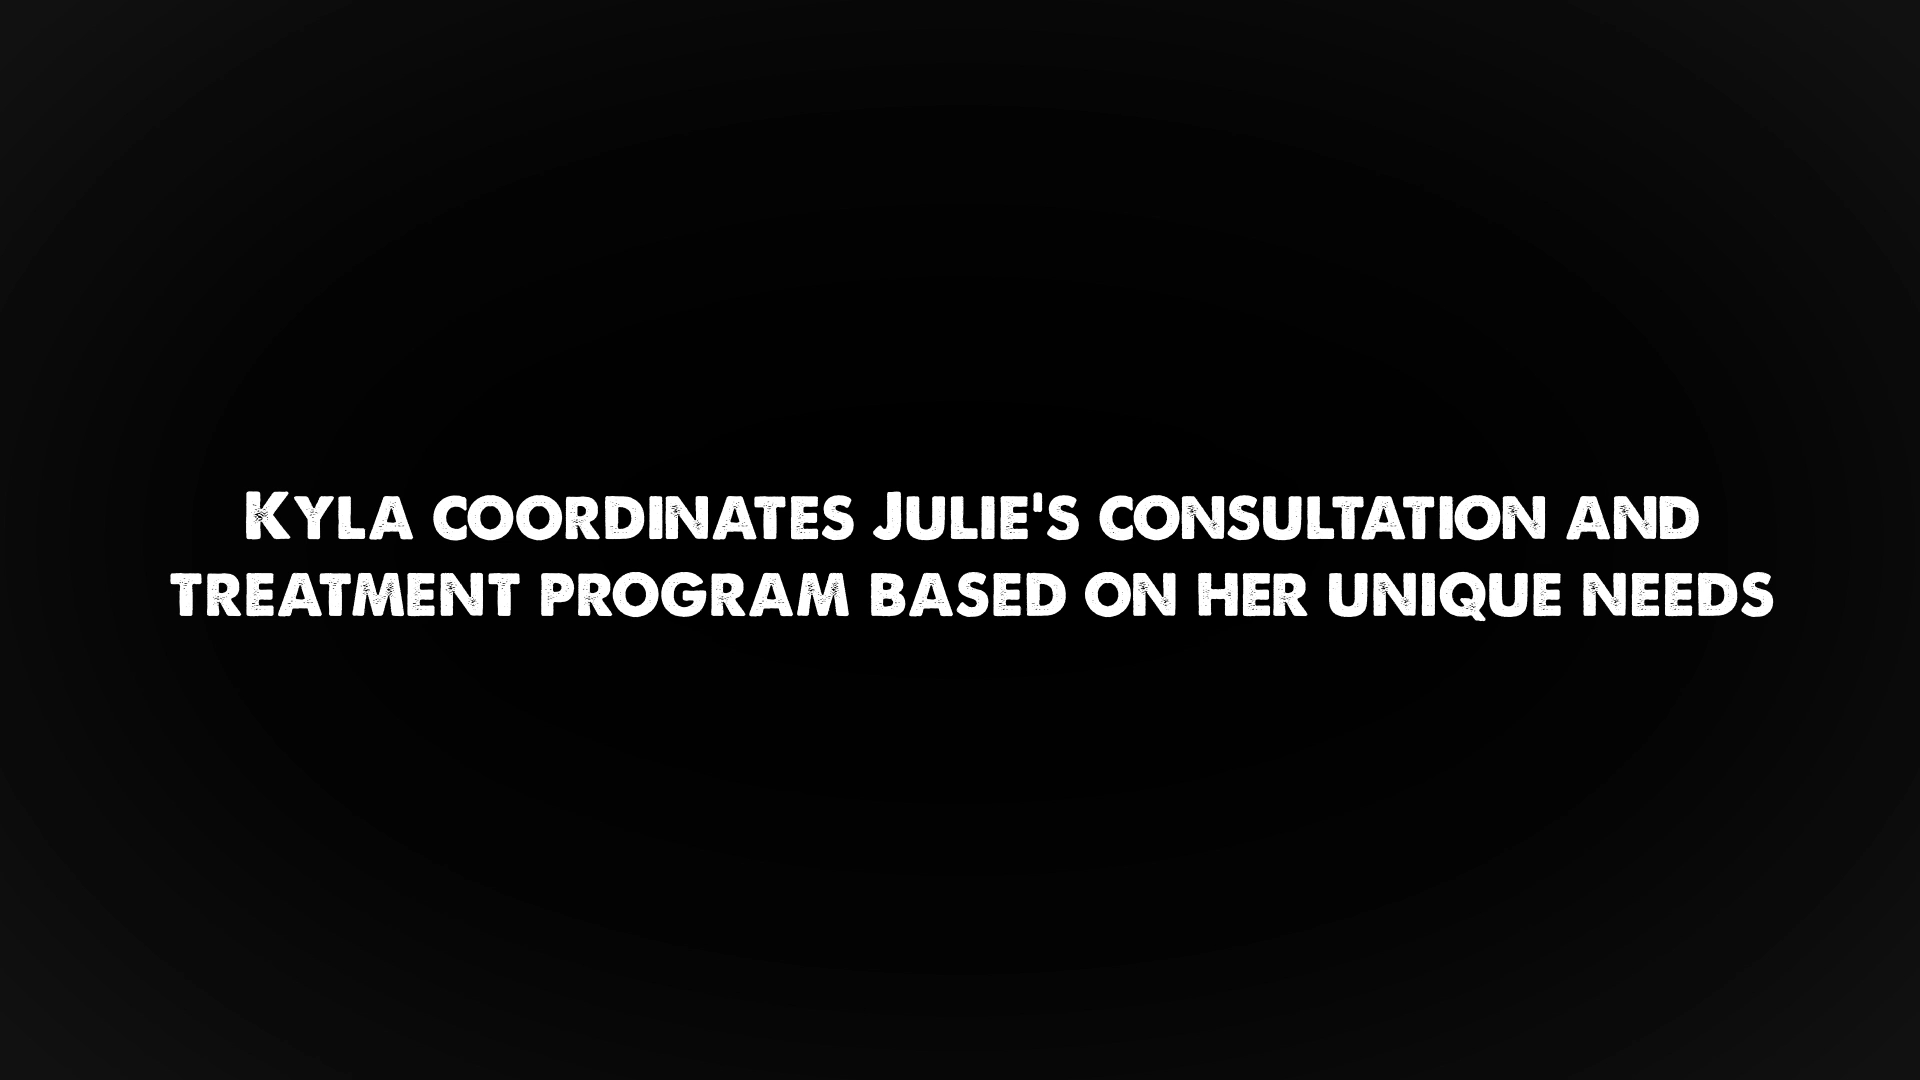 Kyla coordinates Julie's consultation and
treatment program based on her unique needs